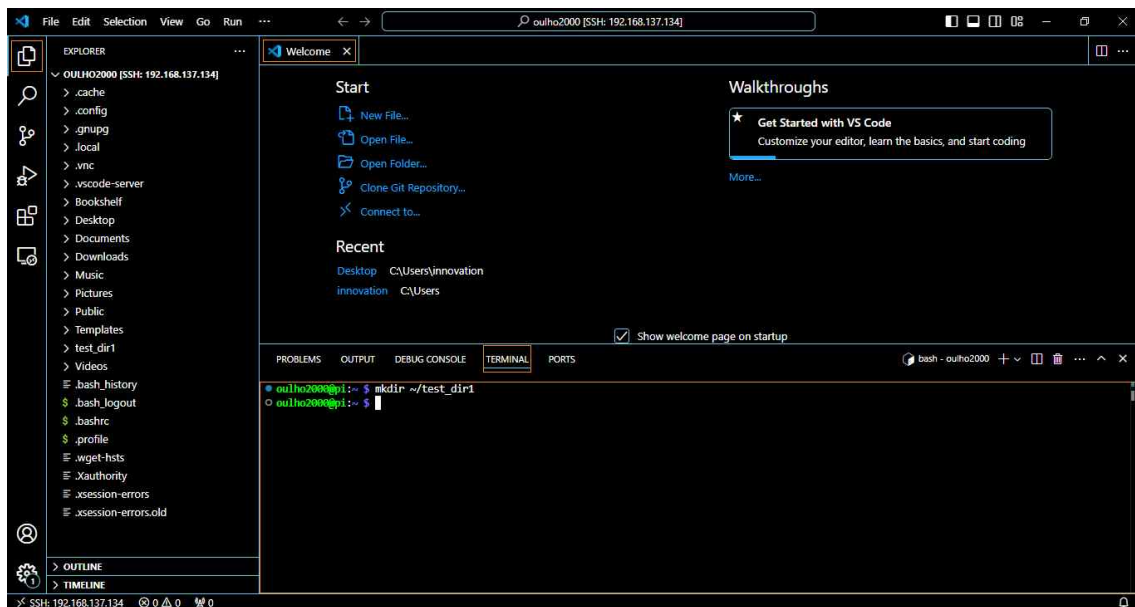 File Edit Selection View Go Run ···
oulho2000 [SSH: 192.168.137.134]
EXPLORER ···
OULHO2000 [SSH: 192.168.137.134]
.cache
.config
.gnupg
.local
.vnc
.vscode-server
Bookshelf
Desktop
Documents
Downloads
Music
Pictures
Public
Templates
test_dir1
Videos
.bash_history
$ .bash_logout
$ .bashrc
$ .profile
.wget-hsts
.Xauthority
.xsession-errors
.xsession-errors.old
OUTLINE
TIMELINE
Welcome
Start
New File...
Open File...
Open Folder...
Clone Git Repository...
Connect to...
Recent
Desktop C:\Users\innovation
innovation C:\Users
Walkthroughs
Get Started with VS Code
Customize your editor, learn the basics, and start coding
More...
Show welcome page on startup
PROBLEMS OUTPUT DEBUG CONSOLE TERMINAL PORTS
bash - oulho2000
oulho2000@pi:~ $ mkdir ~/test_dir1
oulho2000@pi:~ $
1
SSH: 192.168.137.134 0 0 0